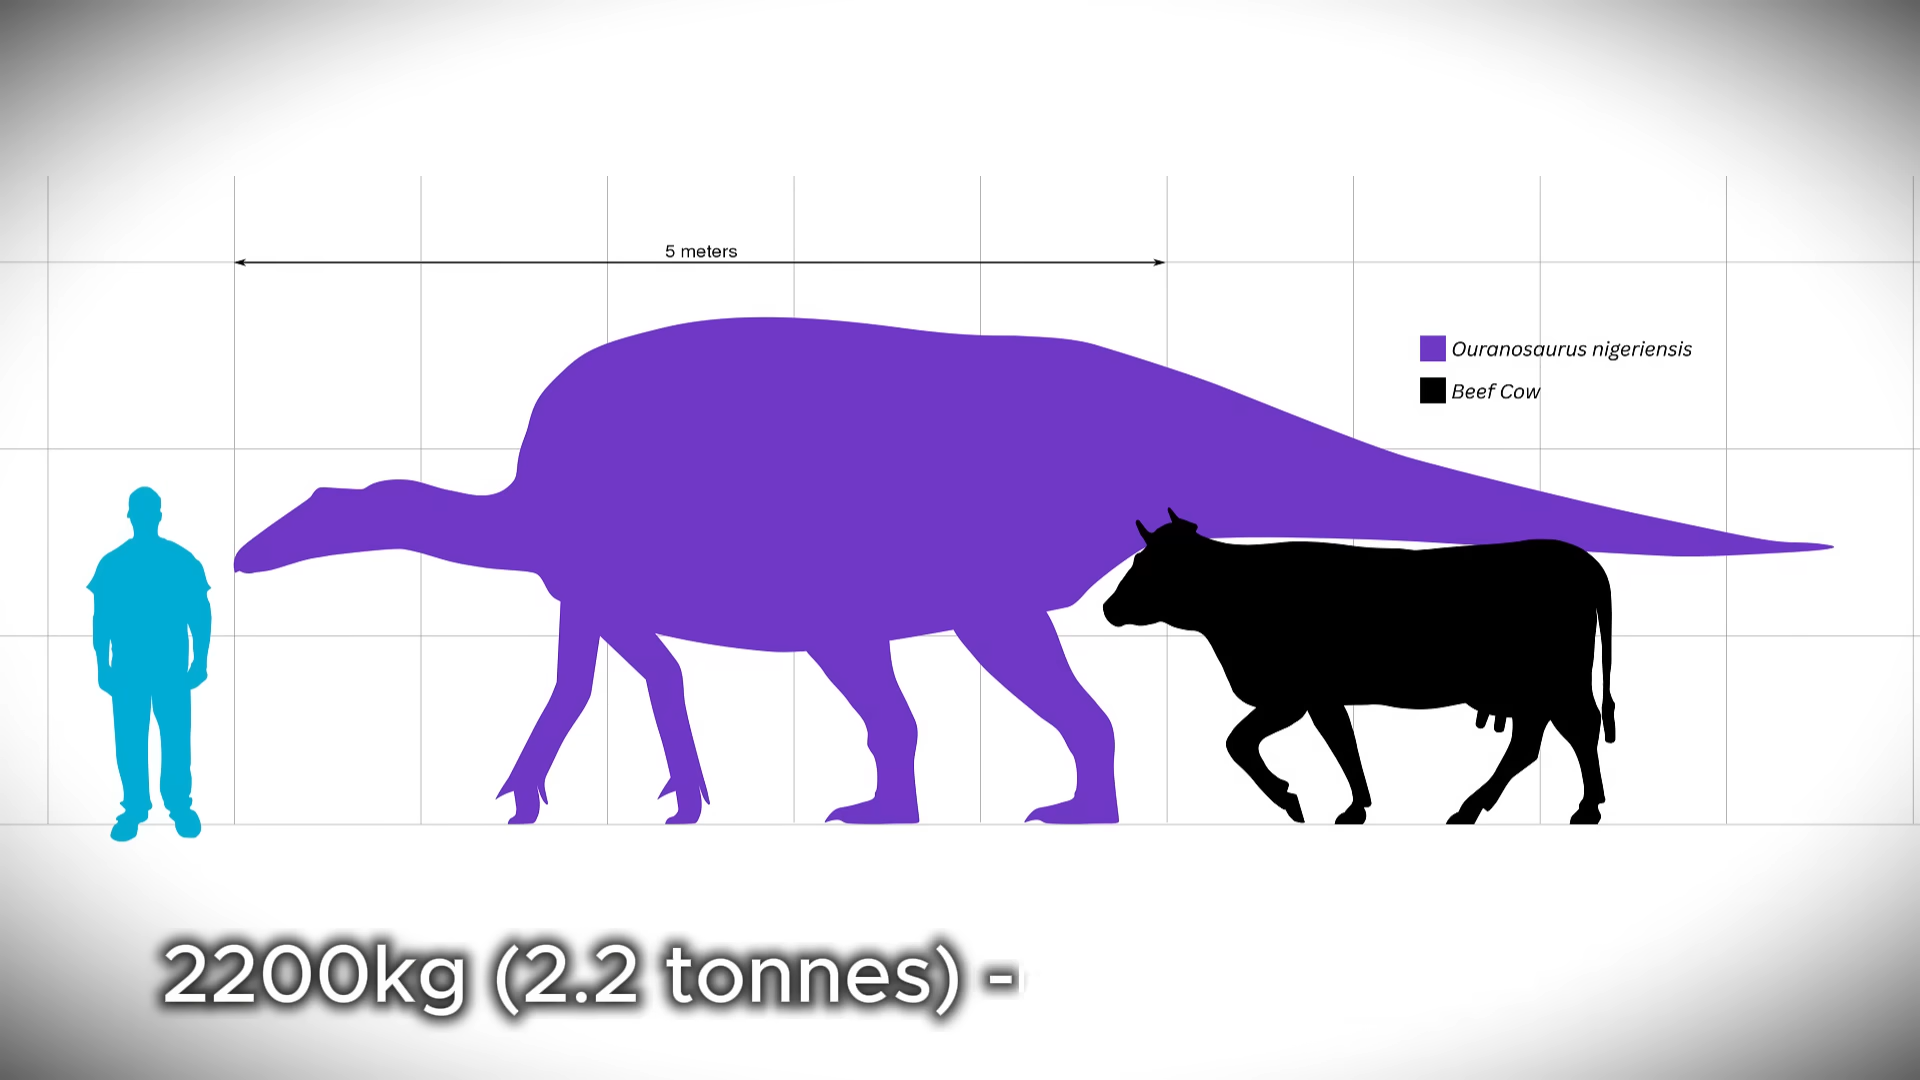 5 meters
Ouranosaurus nigeriensis
Beef Cow
2200kg (2.2 tonnes) -